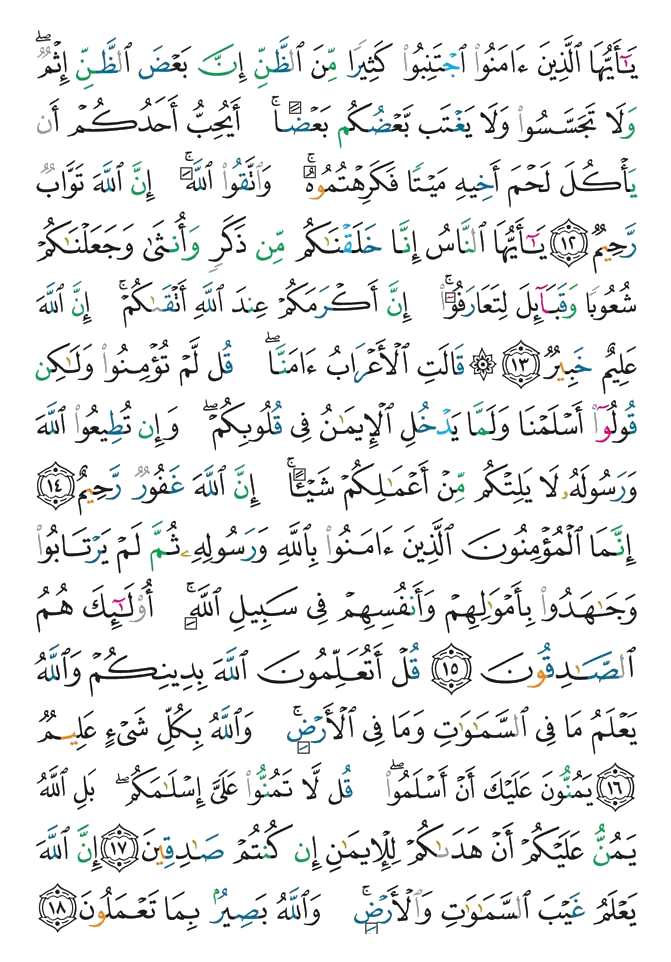 يَٰٓأَيُّهَا ٱلَّذِينَ ءَامَنُوا۟ ٱجْتَنِبُوا۟ كَثِيرًا مِّنَ ٱلظَّنِّ إِنَّ بَعْضَ ٱلظَّنِّ إِثْمٌ ۖ
وَلَا تَجَسَّسُوا۟ وَلَا يَغْتَب بَّعْضُكُم بَعْضًا ۚ أَيُحِبُّ أَحَدُكُمْ أَن
يَأْكُلَ لَحْمَ أَخِيهِ مَيْتًا فَكَرِهْتُمُوهُ ۚ وَٱتَّقُوا۟ ٱللَّهَ ۚ إِنَّ ٱللَّهَ تَوَّابٌ
رَّحِيمٌ ١٢ يَٰٓأَيُّهَا ٱلنَّاسُ إِنَّا خَلَقْنَٰكُم مِّن ذَكَرٍ وَأُنثَىٰ وَجَعَلْنَٰكُمْ
شُعُوبًا وَقَبَآئِلَ لِتَعَارَفُوٓا۟ ۚ إِنَّ أَكْرَمَكُمْ عِندَ ٱللَّهِ أَتْقَىٰكُمْ ۚ إِنَّ ٱللَّهَ
عَلِيمٌ خَبِيرٌ ١٣ ۞ قَالَتِ ٱلْأَعْرَابُ ءَامَنَّا ۖ قُل لَّمْ تُؤْمِنُوا۟ وَلَٰكِن
قُولُوٓا۟ أَسْلَمْنَا وَلَمَّا يَدْخُلِ ٱلْإِيمَٰنُ فِى قُلُوبِكُمْ ۖ وَإِن تُطِيعُوا۟ ٱللَّهَ
وَرَسُولَهُۥ لَا يَلِتْكُم مِّنْ أَعْمَٰلِكُمْ شَيْـًٔا ۚ إِنَّ ٱللَّهَ غَفُورٌ رَّحِيمٌ ١٤
إِنَّمَا ٱلْمُؤْمِنُونَ ٱلَّذِينَ ءَامَنُوا۟ بِٱللَّهِ وَرَسُولِهِۦ ثُمَّ لَمْ يَرْتَابُوا۟
وَجَٰهَدُوا۟ بِأَمْوَٰلِهِمْ وَأَنفُسِهِمْ فِى سَبِيلِ ٱللَّهِ ۚ أُو۟لَٰٓئِكَ هُمُ
ٱلصَّٰدِقُونَ ١٥ قُلْ أَتُعَلِّمُونَ ٱللَّهَ بِدِينِكُمْ وَٱللَّهُ
يَعْلَمُ مَا فِى ٱلسَّمَٰوَٰتِ وَمَا فِى ٱلْأَرْضِ ۚ وَٱللَّهُ بِكُلِّ شَىْءٍ عَلِيمٌ
١٦ يَمُنُّونَ عَلَيْكَ أَنْ أَسْلَمُوا۟ ۖ قُل لَّا تَمُنُّوا۟ عَلَىَّ إِسْلَٰمَكُم ۖ بَلِ ٱللَّهُ
يَمُنُّ عَلَيْكُمْ أَنْ هَدَىٰكُمْ لِلْإِيمَٰنِ إِن كُنتُمْ صَٰدِقِينَ ١٧ إِنَّ ٱللَّهَ
يَعْلَمُ غَيْبَ ٱلسَّمَٰوَٰتِ وَٱلْأَرْضِ ۚ وَٱللَّهُ بَصِيرٌۢ بِمَا تَعْمَلُونَ ١٨